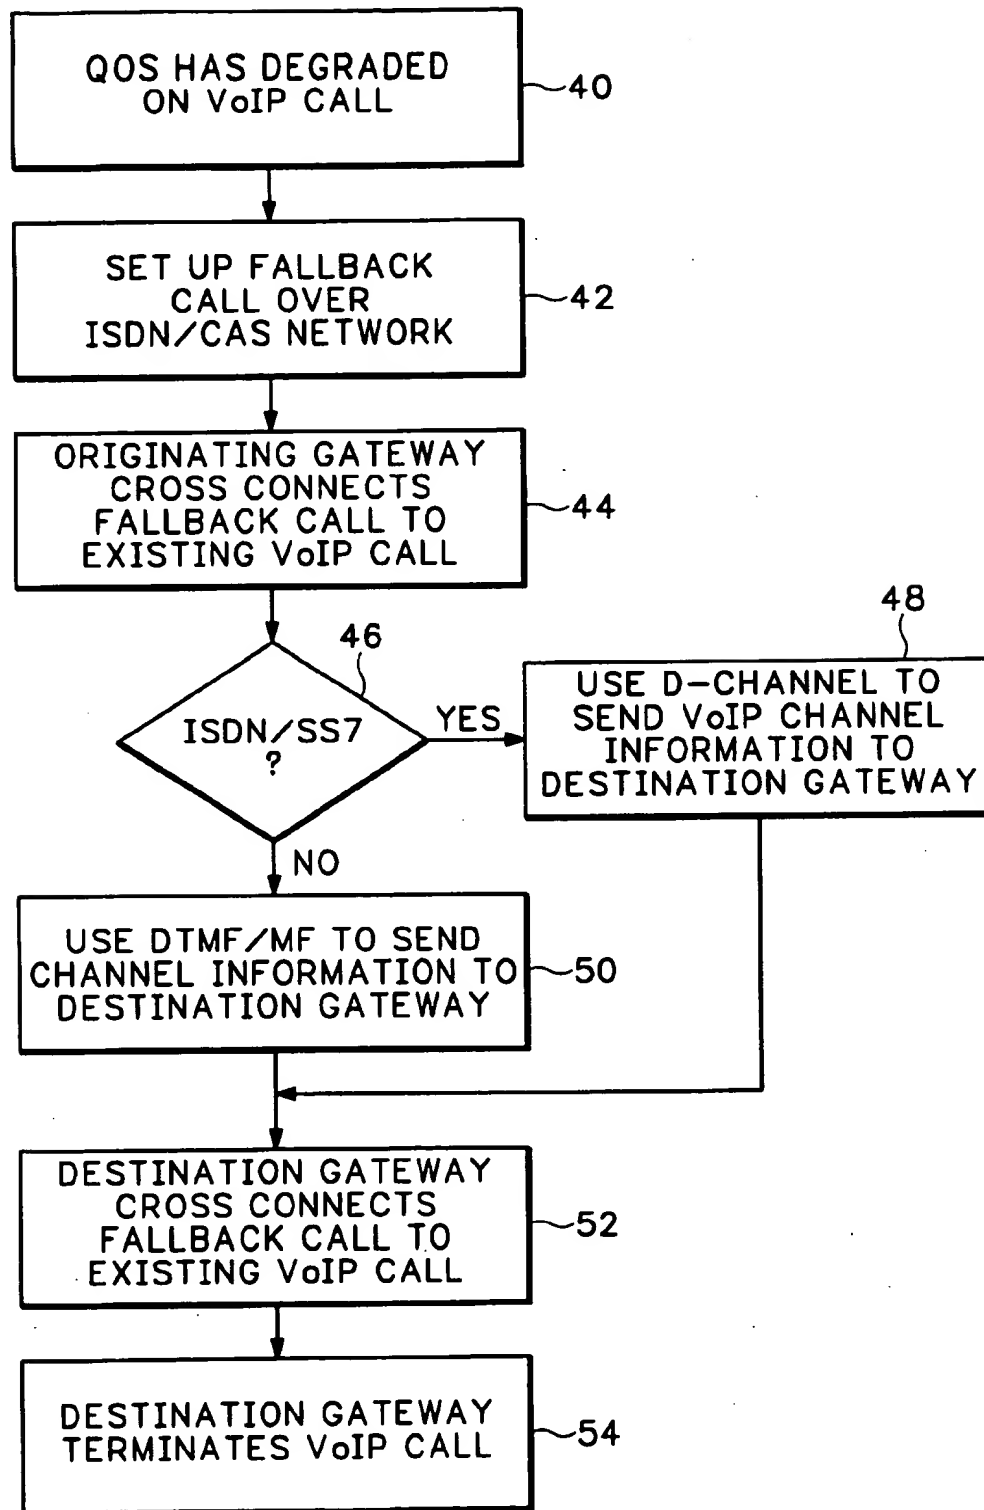 QOS HAS DEGRADED
ON VoIP CALL
40
SET UP FALLBACK
CALL OVER
ISDN/CAS NETWORK
42
ORIGINATING GATEWAY
CROSS CONNECTS
FALLBACK CALL TO
EXISTING VoIP CALL
44
46
ISDN/SS7
?
YES
48
USE D-CHANNEL TO
SEND VoIP CHANNEL
INFORMATION TO
DESTINATION GATEWAY
NO
USE DTMF/MF TO SEND
CHANNEL INFORMATION TO
DESTINATION GATEWAY
50
DESTINATION GATEWAY
CROSS CONNECTS
FALLBACK CALL TO
EXISTING VoIP CALL
52
DESTINATION GATEWAY
TERMINATES VoIP CALL
54